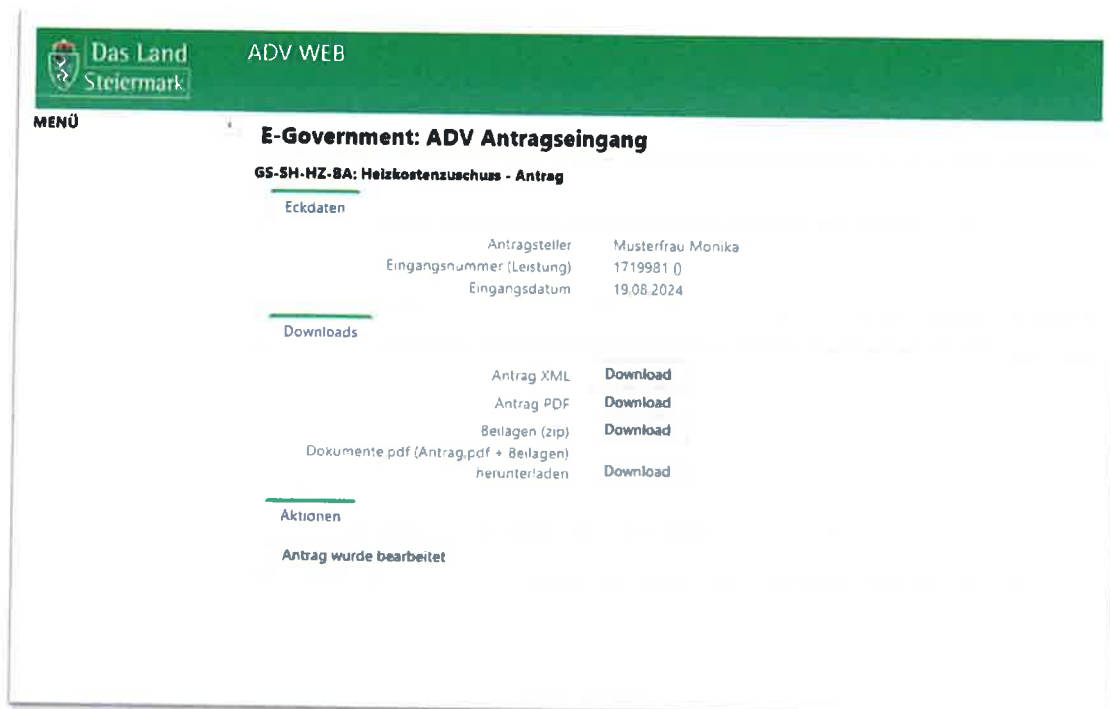 Das Land
Steiermark
ADV WEB
MENÜ
E-Government: ADV Antragseingang
GS-SH-HZ-BA: Heizkostenzuschuss - Antrag
Eckdaten
Antragsteller Musterfrau Monika
Eingangsnummer (Leistung) 1719981.0
Eingangsdatum 19.08.2024
Downloads
Antrag XML Download
Antrag PDF Download
Beilagen (zip) Download
Dokumente.pdf (Antrag.pdf + Beilagen)
herunterladen Download
Aktionen
Antrag wurde bearbeitet